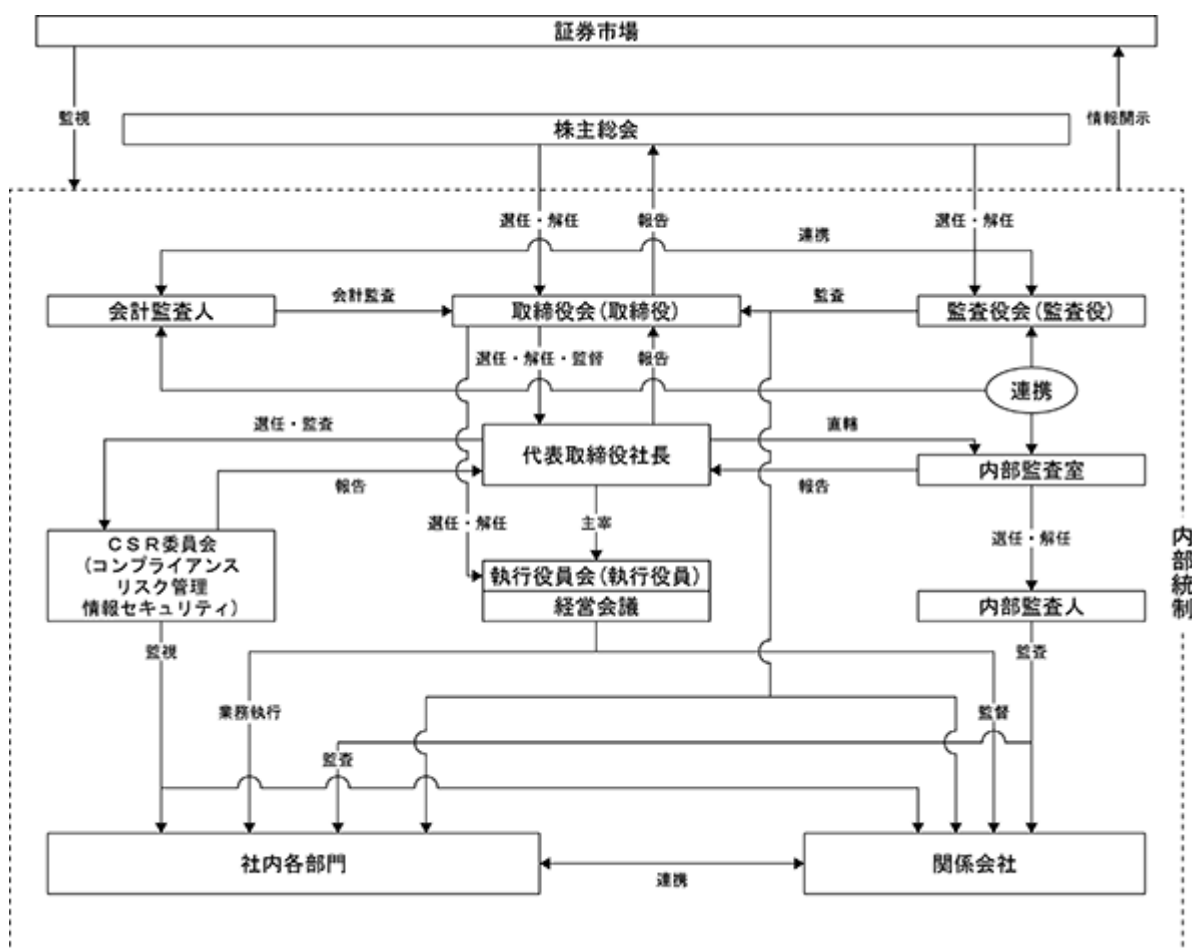 証券市場
監視
情報開示
株主総会
選任・解任
報告
選任・解任
連携
会計監査人
会計監査
取締役会(取締役)
監査
監査役会(監査役)
選任・解任・監督
報告
連携
選任・監査
代表取締役社長
直轄
内部監査室
報告
報告
選任・解任
主宰
選任・解任
CSR委員会
(コンプライアンス
リスク管理
情報セキュリティ)
執行役員会(執行役員)
経営会議
内部監査人
内部統制
監視
監査
業務執行
監督
監査
社内各部門
連携
関係会社